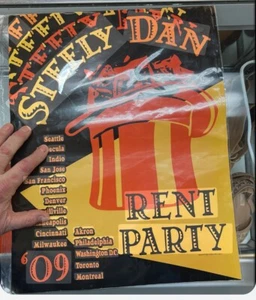 STEELY DAN
Seattle
Indio
San Jose
San Francisco
Phoenix
Denver
Cincinnati
Milwaukee
Akron
Philadelphia
Washington DC
Toronto
Montreal
RENT
PARTY
'09